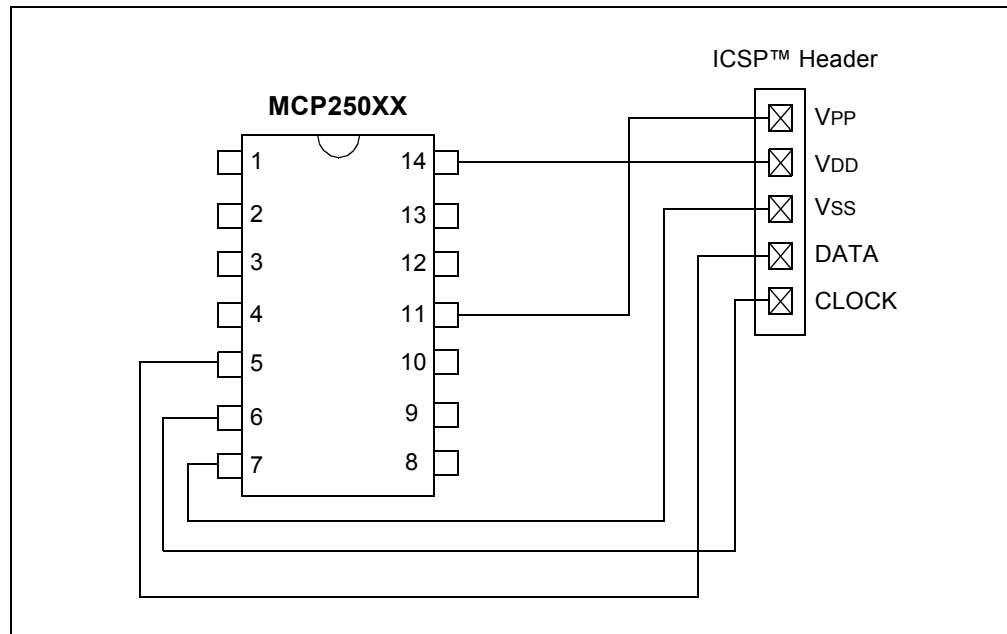 ICSP™ Header
MCP250XX
VPP
VDD
VSS
DATA
CLOCK
1
2
3
4
5
6
7
14
13
12
11
10
9
8